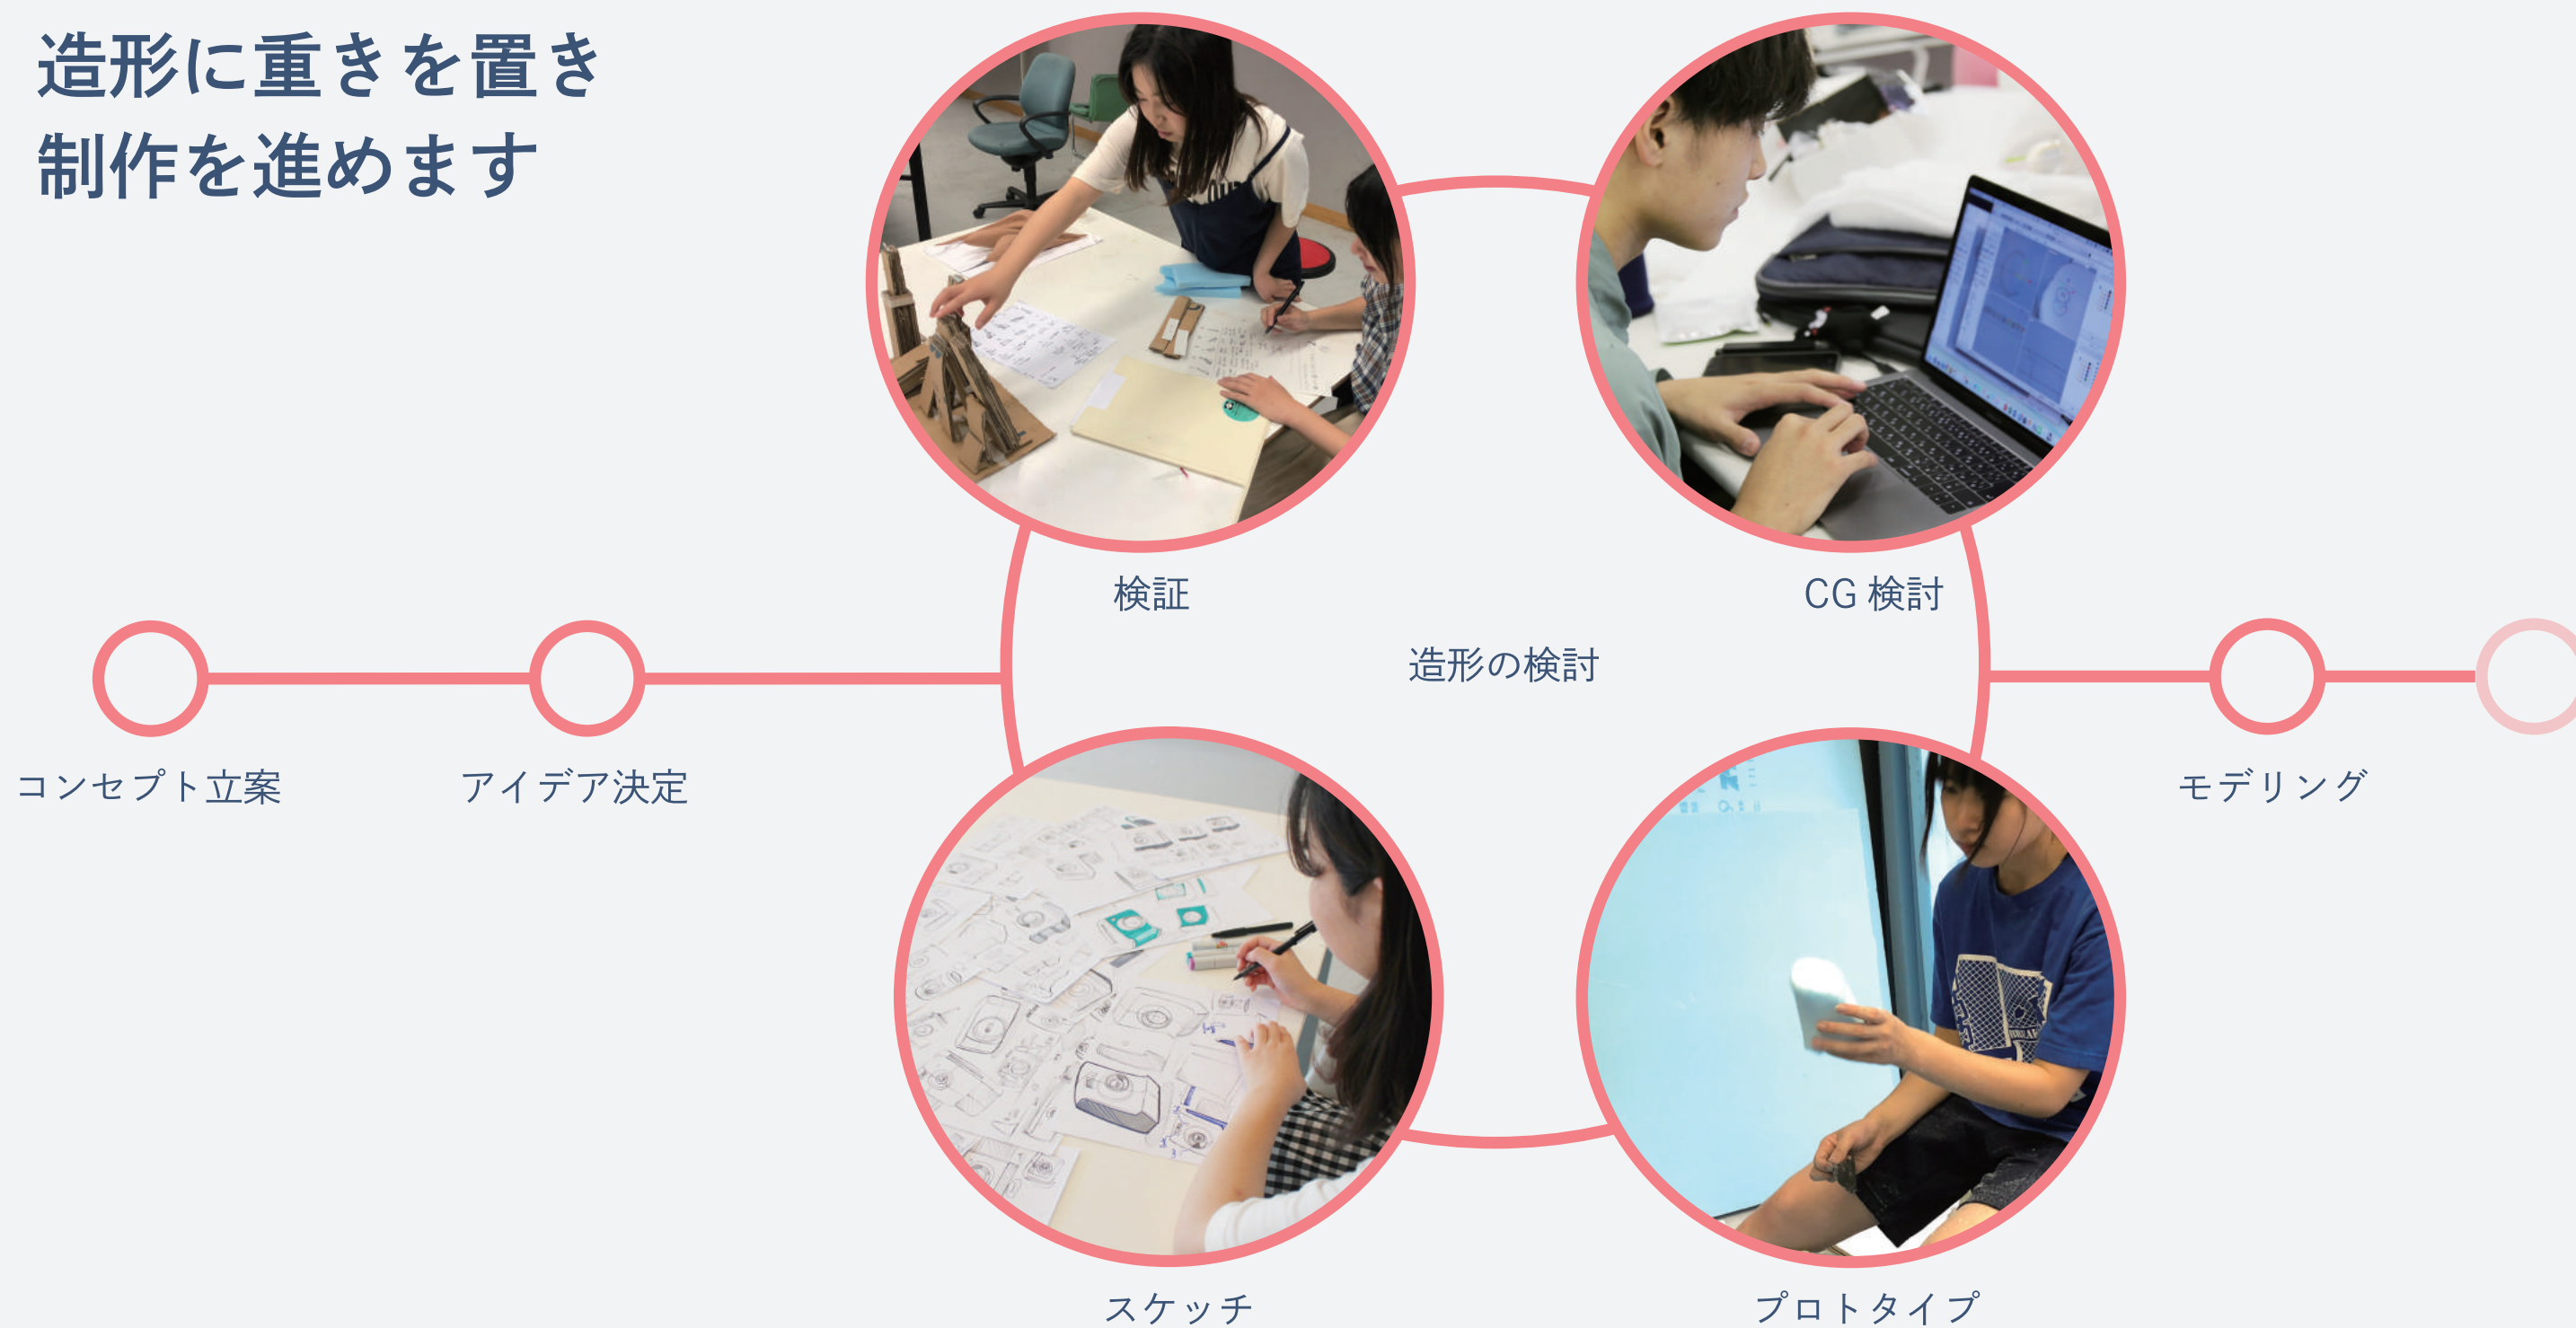 造形に重きを置き
制作を進めます
コンセプト立案
アイデア決定
検証
CG 検討
造形の検討
スケッチ
プロトタイプ
モデリング